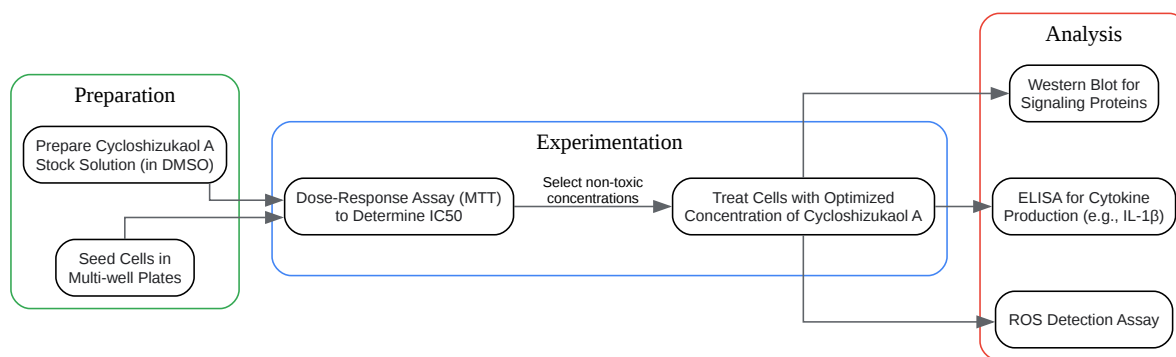 Preparation
Prepare Cycloshizukaol A
Stock Solution (in DMSO)
Seed Cells in
Multi-well Plates
Experimentation
Dose-Response Assay (MTT)
to Determine IC50
Select non-toxic
concentrations
Treat Cells with Optimized
Concentration of Cycloshizukaol A
Analysis
Western Blot for
Signaling Proteins
ELISA for Cytokine
Production (e.g., IL-1β)
ROS Detection Assay